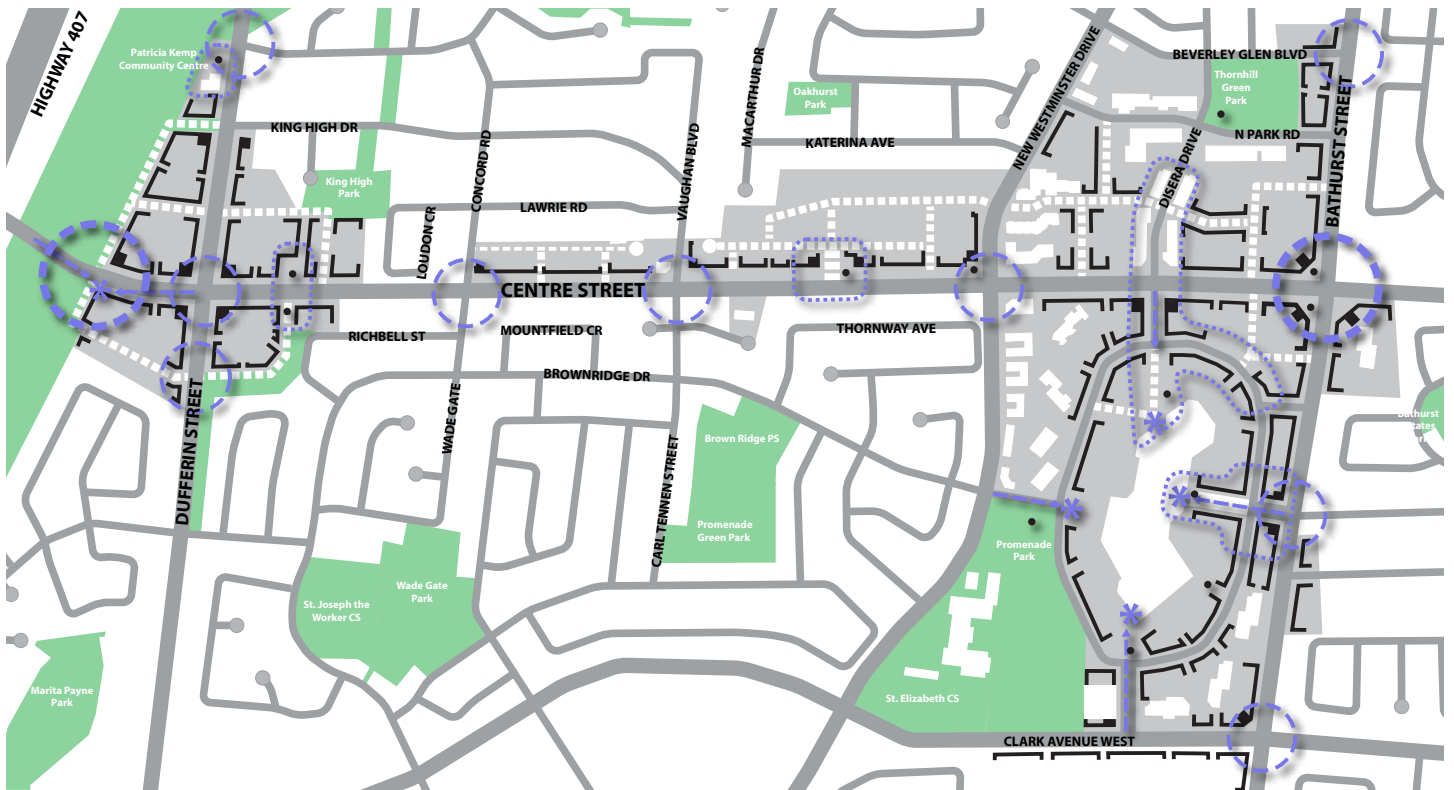 HIGHWAY 407
Patricia Kemp
Community Centre
KING HIGH DR
King High
Park
LOUDON CR
CONCORD RD
LAWRIE RD
VAUGHAN BLVD
MACARTHUR DR
Oakhurst
Park
KATERINA AVE
NEW WESTMINSTER DRIVE
BEVERLEY GLEN BLVD
Thornhill
Green
Park
N PARK RD
DISERA DRIVE
BATHURST STREET
CENTRE STREET
RICHBELL ST
MOUNTFIELD CR
THORNWAY AVE
BROWNRIDGE DR
WADE GATE
DUFFERIN STREET
CARL TENNEN STREET
Brown Ridge PS
Promenade
Green Park
Bathurst
Estates
Park
Promenade
Park
St. Joseph the
Worker CS
Wade Gate
Park
Marita Payne
Park
St. Elizabeth CS
CLARK AVENUE WEST